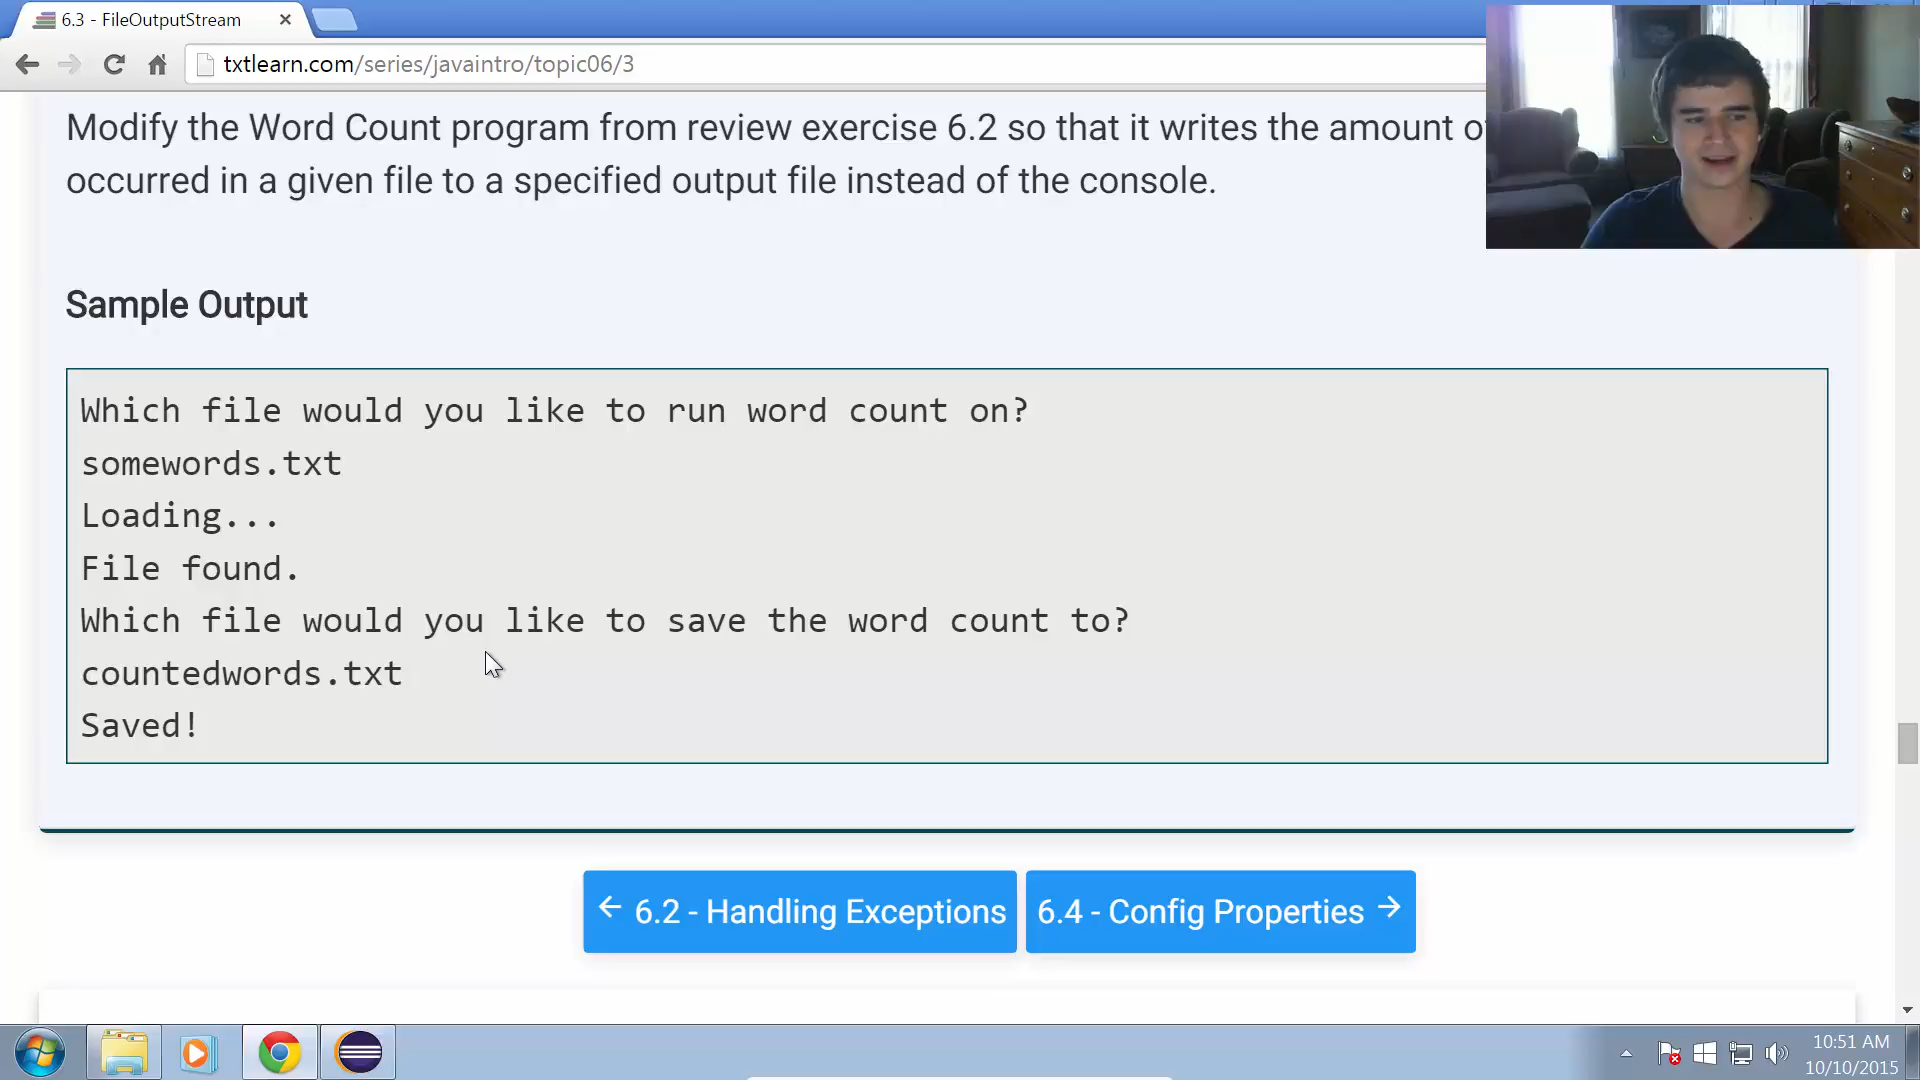 6.3 - FileOutputStream
txtlearn.com/series/javaintro/topic06/3
Modify the Word Count program from review exercise 6.2 so that it writes the amount o
occurred in a given file to a specified output file instead of the console.
Sample Output
Which file would you like to run word count on?
somewords.txt
Loading...
File found.
Which file would you like to save the word count to?
countedwords.txt
Saved!
← 6.2 - Handling Exceptions
6.4 - Config Properties →
10:51 AM
10/10/2015